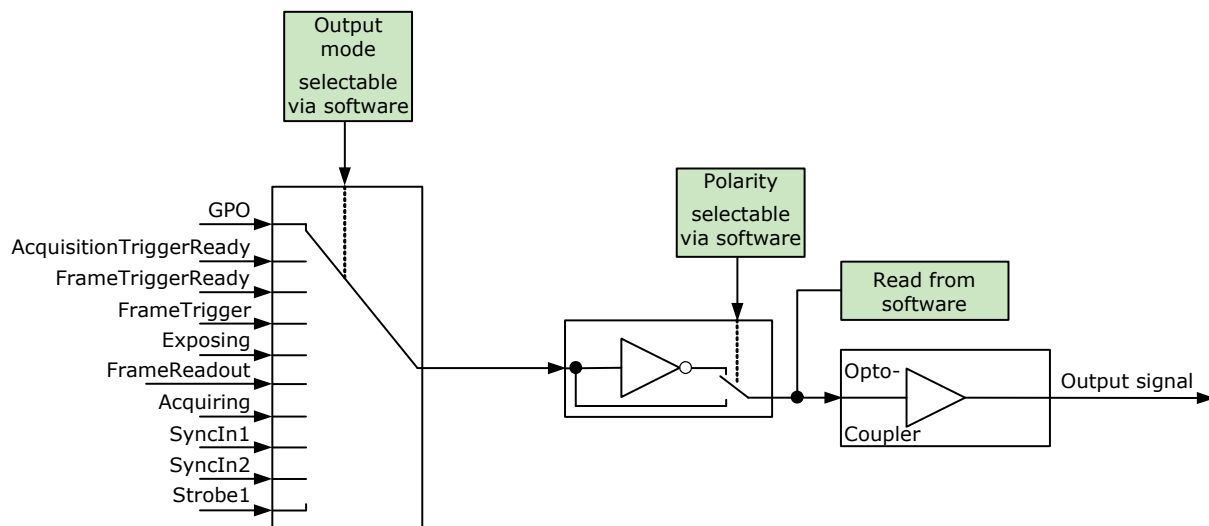 Output
mode
selectable
via software
GPO
AcquisitionTriggerReady
FrameTriggerReady
FrameTrigger
Exposing
FrameReadout
Acquiring
SyncIn1
SyncIn2
Strobe1
Polarity
selectable
via software
Read from
software
Opto-
Coupler
Output signal